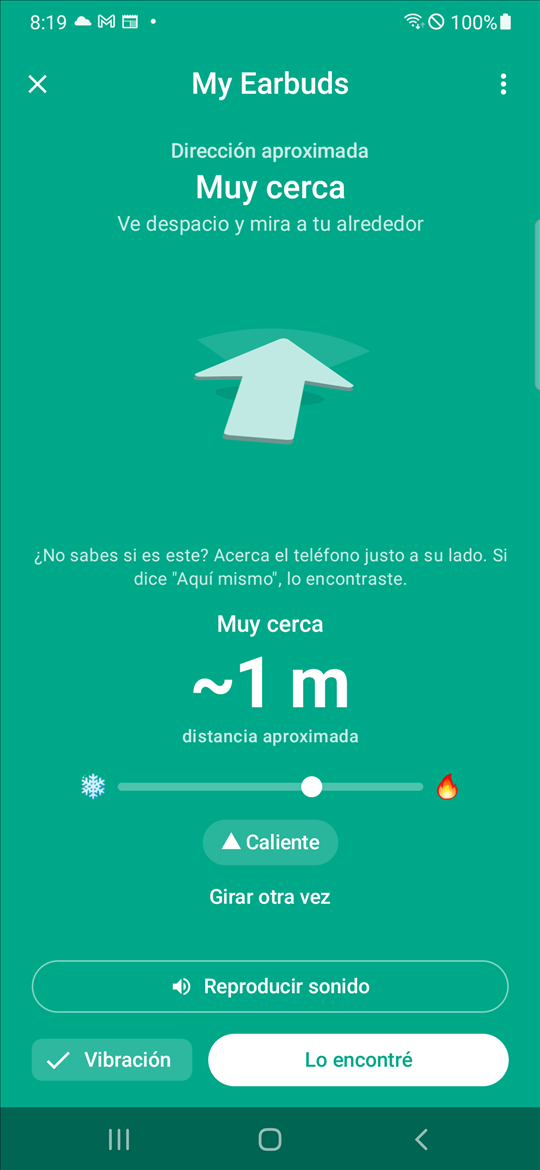 8:19
100%
My Earbuds
Dirección aproximada
Muy cerca
Ve despacio y mira a tu alrededor
¿No sabes si es este? Acerca el teléfono justo a su lado. Si
dice "Aquí mismo", lo encontraste.
Muy cerca
~1 m
distancia aproximada
Caliente
Girar otra vez
Reproducir sonido
Vibración
Lo encontré